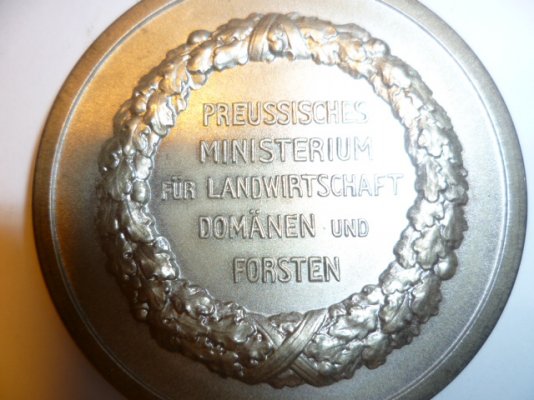 PREUSSISCHES
MINISTERIUM
FÜR LANDWIRTSCHAFT
DOMÄNEN UND
FORSTEN